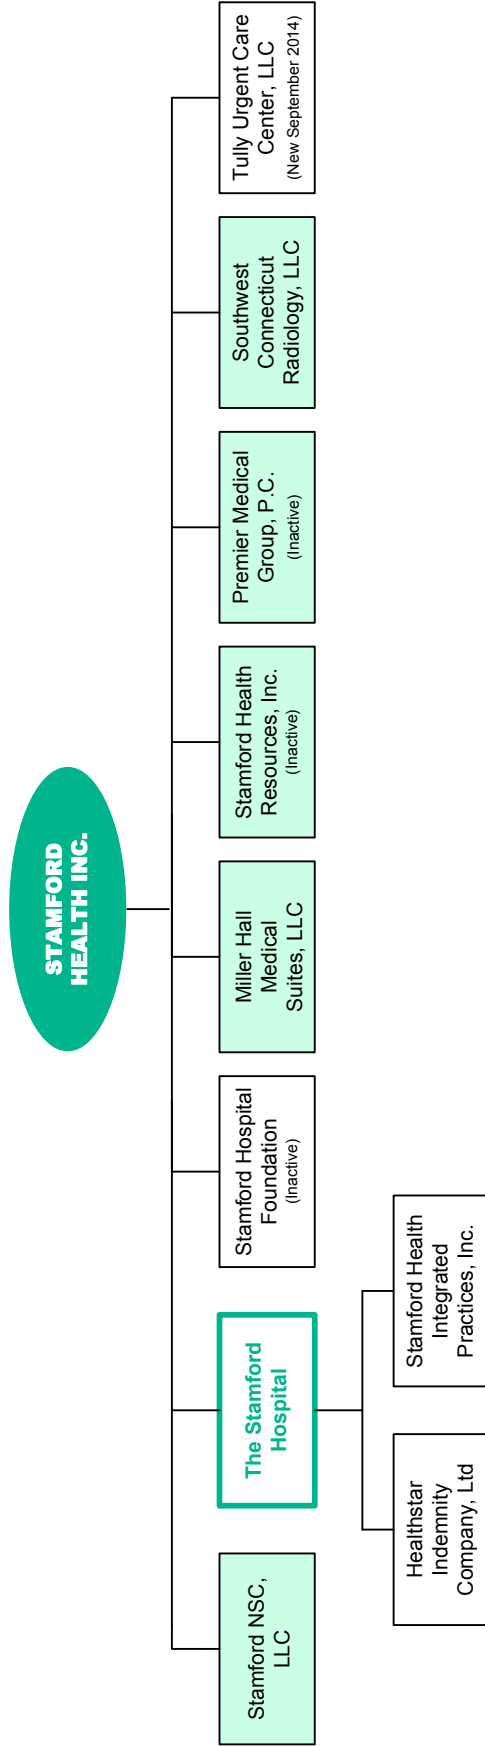 STAMFORD
HEALTH INC.
Stamford NSC,
LLC
The Stamford
Hospital
Stamford Hospital
Foundation
(Inactive)
Miller Hall
Medical
Suites, LLC
Stamford Health
Resources, Inc.
(Inactive)
Premier Medical
Group, P.C.
(Inactive)
Southwest
Connecticut
Radiology, LLC
Tully Urgent Care
Center, LLC
(New September 2014)
Healthstar
Indemnity
Company, Ltd
Stamford Health
Integrated
Practices, Inc.